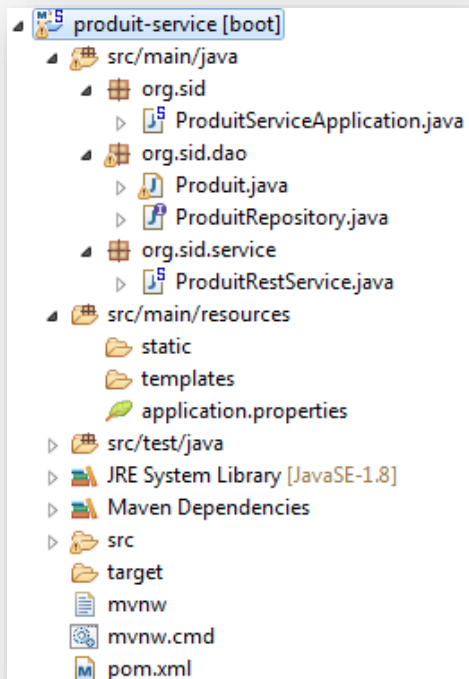 produit-service [boot]
src/main/java
org.sid
ProduitServiceApplication.java
org.sid.dao
Produit.java
ProduitRepository.java
org.sid.service
ProduitRestService.java
src/main/resources
static
templates
application.properties
src/test/java
JRE System Library [JavaSE-1.8]
Maven Dependencies
src
target
mvnw
mvnw.cmd
pom.xml